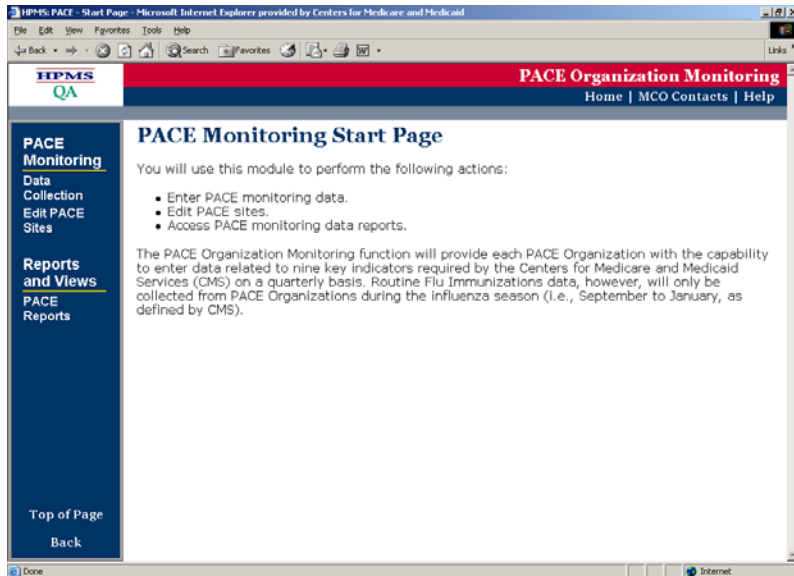 HPMS: PACE - Start Page - Microsoft Internet Explorer provided by Centers for Medicare and Medicaid
File Edit View Favorites Tools Help
Back Search Favorites Links
HPMS
QA
PACE Organization Monitoring
Home | MCO Contacts | Help
PACE
Monitoring
Data
Collection
Edit PACE
Sites
Reports
and Views
PACE
Reports
Top of Page
Back
PACE Monitoring Start Page
You will use this module to perform the following actions:
• Enter PACE monitoring data.
• Edit PACE sites.
• Access PACE monitoring data reports.
The PACE Organization Monitoring function will provide each PACE Organization with the capability
to enter data related to nine key indicators required by the Centers for Medicare and Medicaid
Services (CMS) on a quarterly basis. Routine Flu Immunizations data, however, will only be
collected from PACE Organizations during the influenza season (i.e., September to January, as
defined by CMS).
Done Internet